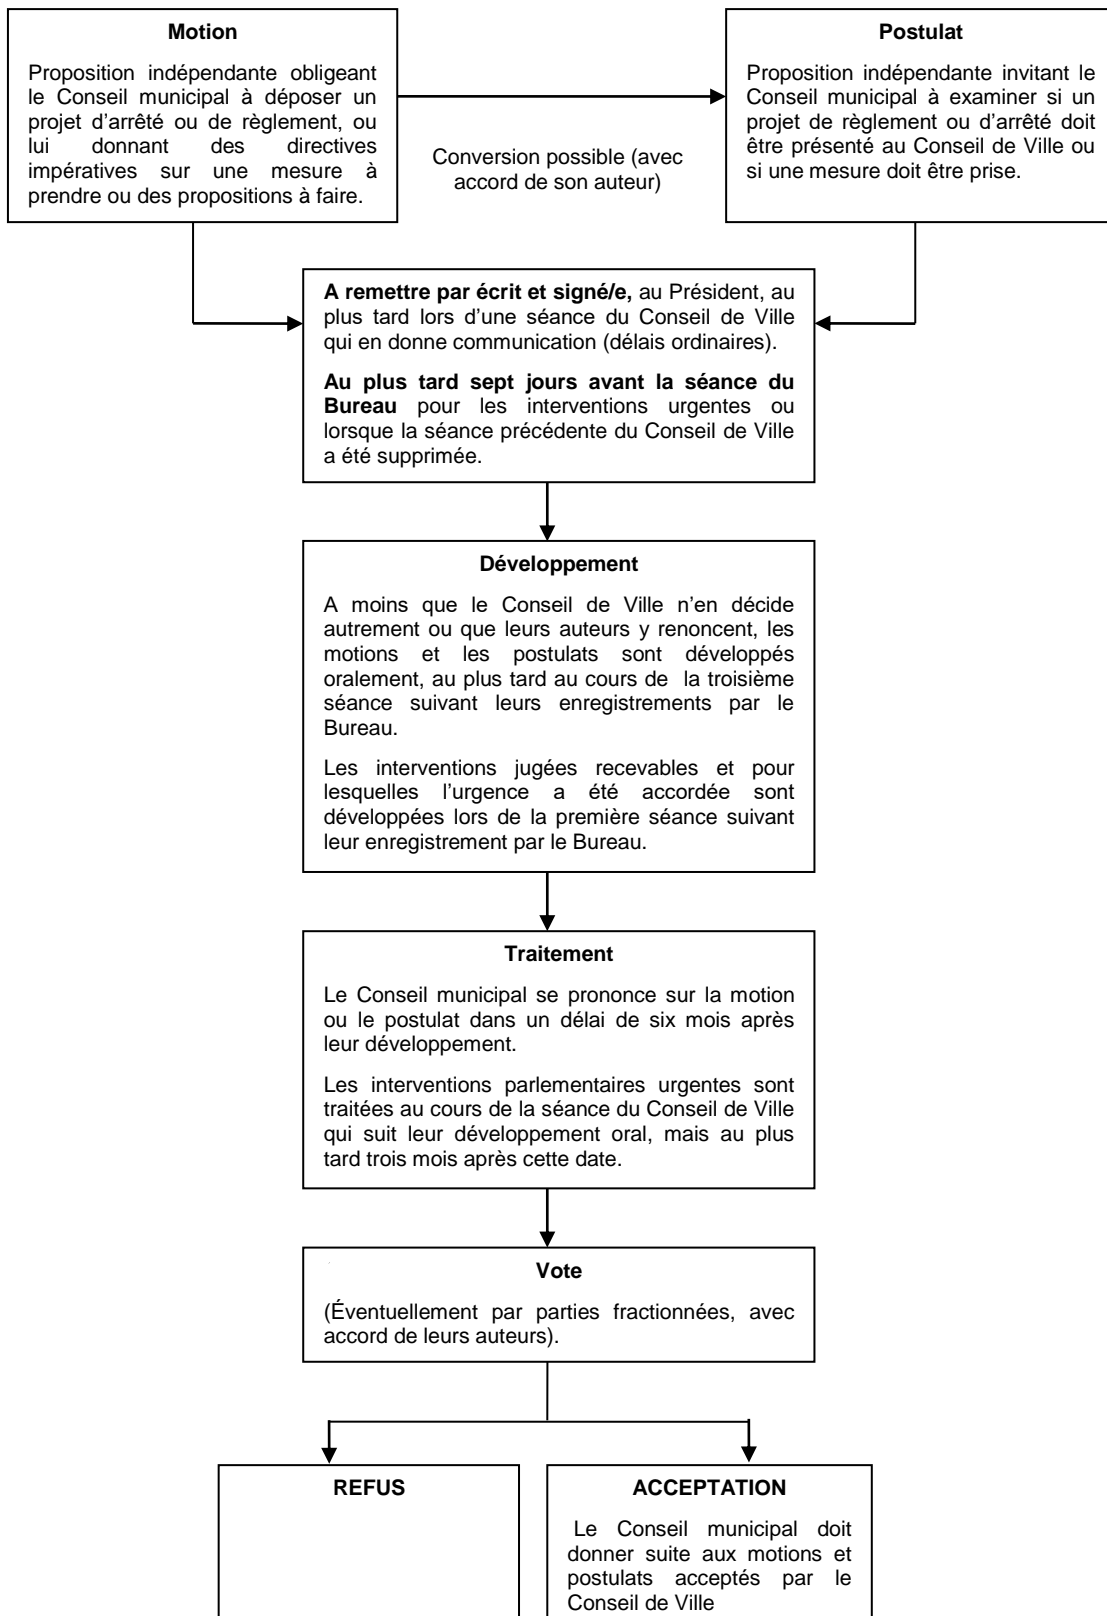 Motion
Proposition indépendante obligeant
le Conseil municipal à déposer un
projet d'arrêté ou de règlement, ou
lui donnant des directives
impératives sur une mesure à
prendre ou des propositions à faire.
Conversion possible (avec
accord de son auteur)
Postulat
Proposition indépendante invitant le
Conseil municipal à examiner si un
projet de règlement ou d'arrêté doit
être présenté au Conseil de Ville ou
si une mesure doit être prise.
A remettre par écrit et signé/e, au Président, au
plus tard lors d'une séance du Conseil de Ville
qui en donne communication (délais ordinaires).
Au plus tard sept jours avant la séance du
Bureau pour les interventions urgentes ou
lorsque la séance précédente du Conseil de Ville
a été supprimée.
Développement
A moins que le Conseil de Ville n'en décide
autrement ou que leurs auteurs y renoncent, les
motions et les postulats sont développés
oralement, au plus tard au cours de la troisième
séance suivant leurs enregistrements par le
Bureau.
Les interventions jugées recevables et pour
lesquelles l'urgence a été accordée sont
développées lors de la première séance suivant
leur enregistrement par le Bureau.
Traitement
Le Conseil municipal se prononce sur la motion
ou le postulat dans un délai de six mois après
leur développement.
Les interventions parlementaires urgentes sont
traitées au cours de la séance du Conseil de Ville
qui suit leur développement oral, mais au plus
tard trois mois après cette date.
Vote
(Éventuellement par parties fractionnées, avec
accord de leurs auteurs).
REFUS
ACCEPTATION
Le Conseil municipal doit
donner suite aux motions et
postulats acceptés par le
Conseil de Ville